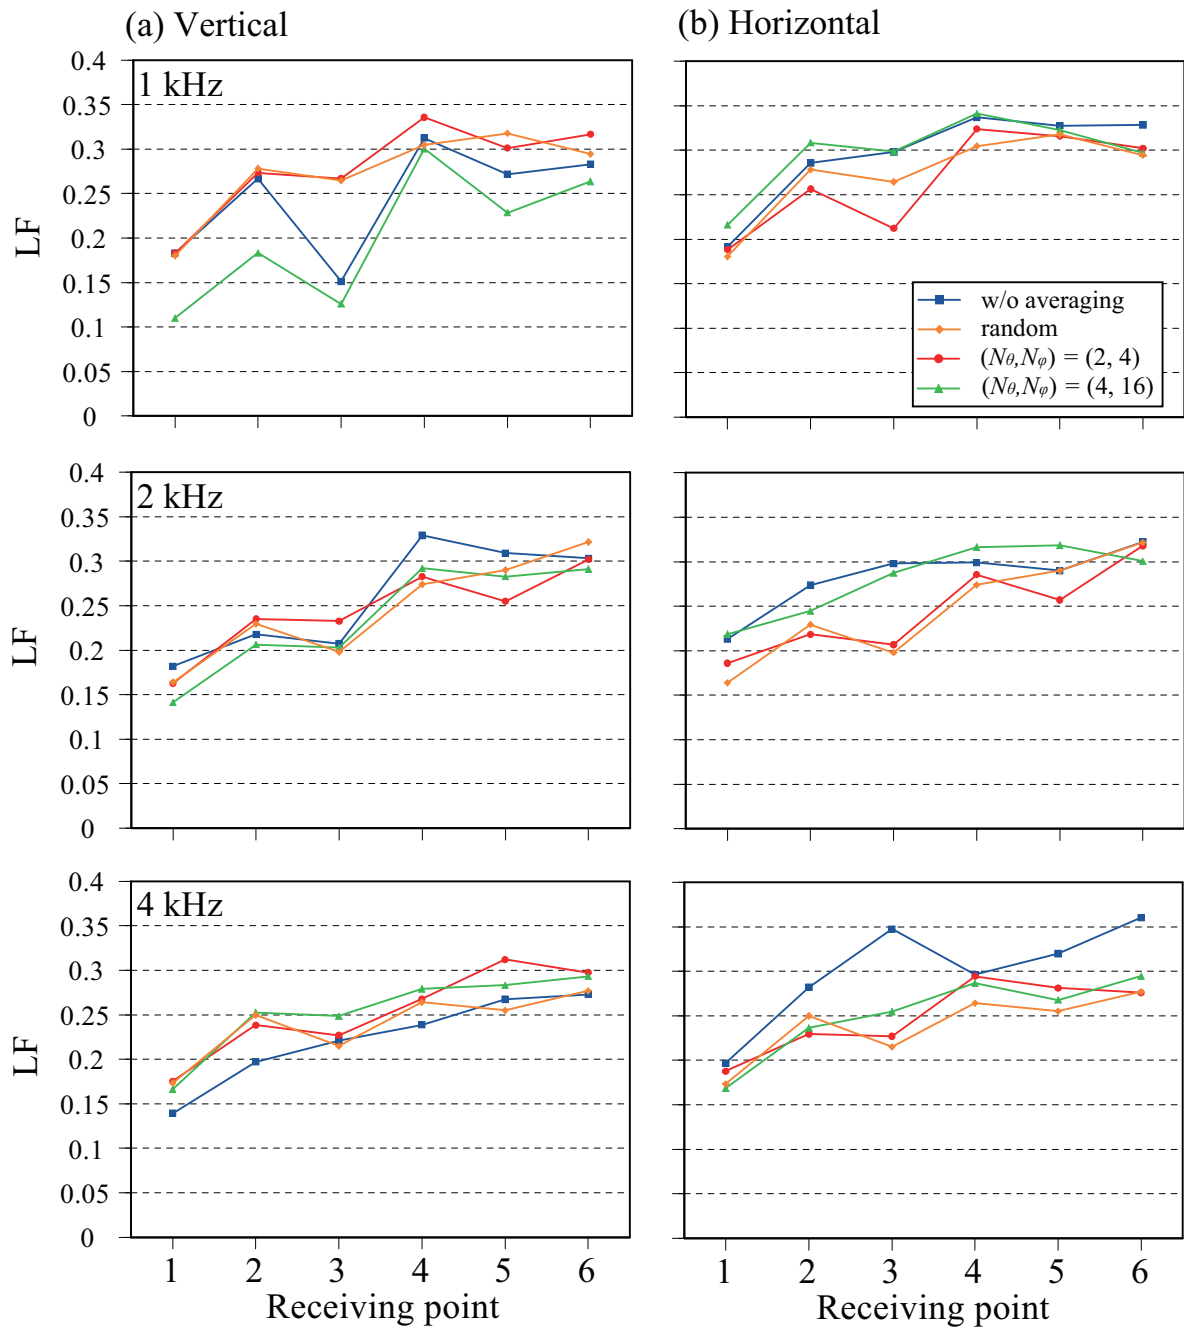 (a) Vertical
(b) Horizontal
1 kHz
0.4
0.35
0.3
0.25
0.2
0.15
0.1
0.05
0
LF
w/o averaging
random
(Nθ,Nφ) = (2, 4)
(Nθ,Nφ) = (4, 16)
2 kHz
0.4
0.35
0.3
0.25
0.2
0.15
0.1
0.05
0
LF
4 kHz
0.4
0.35
0.3
0.25
0.2
0.15
0.1
0.05
0
LF
1 2 3 4 5 6
Receiving point
1 2 3 4 5 6
Receiving point